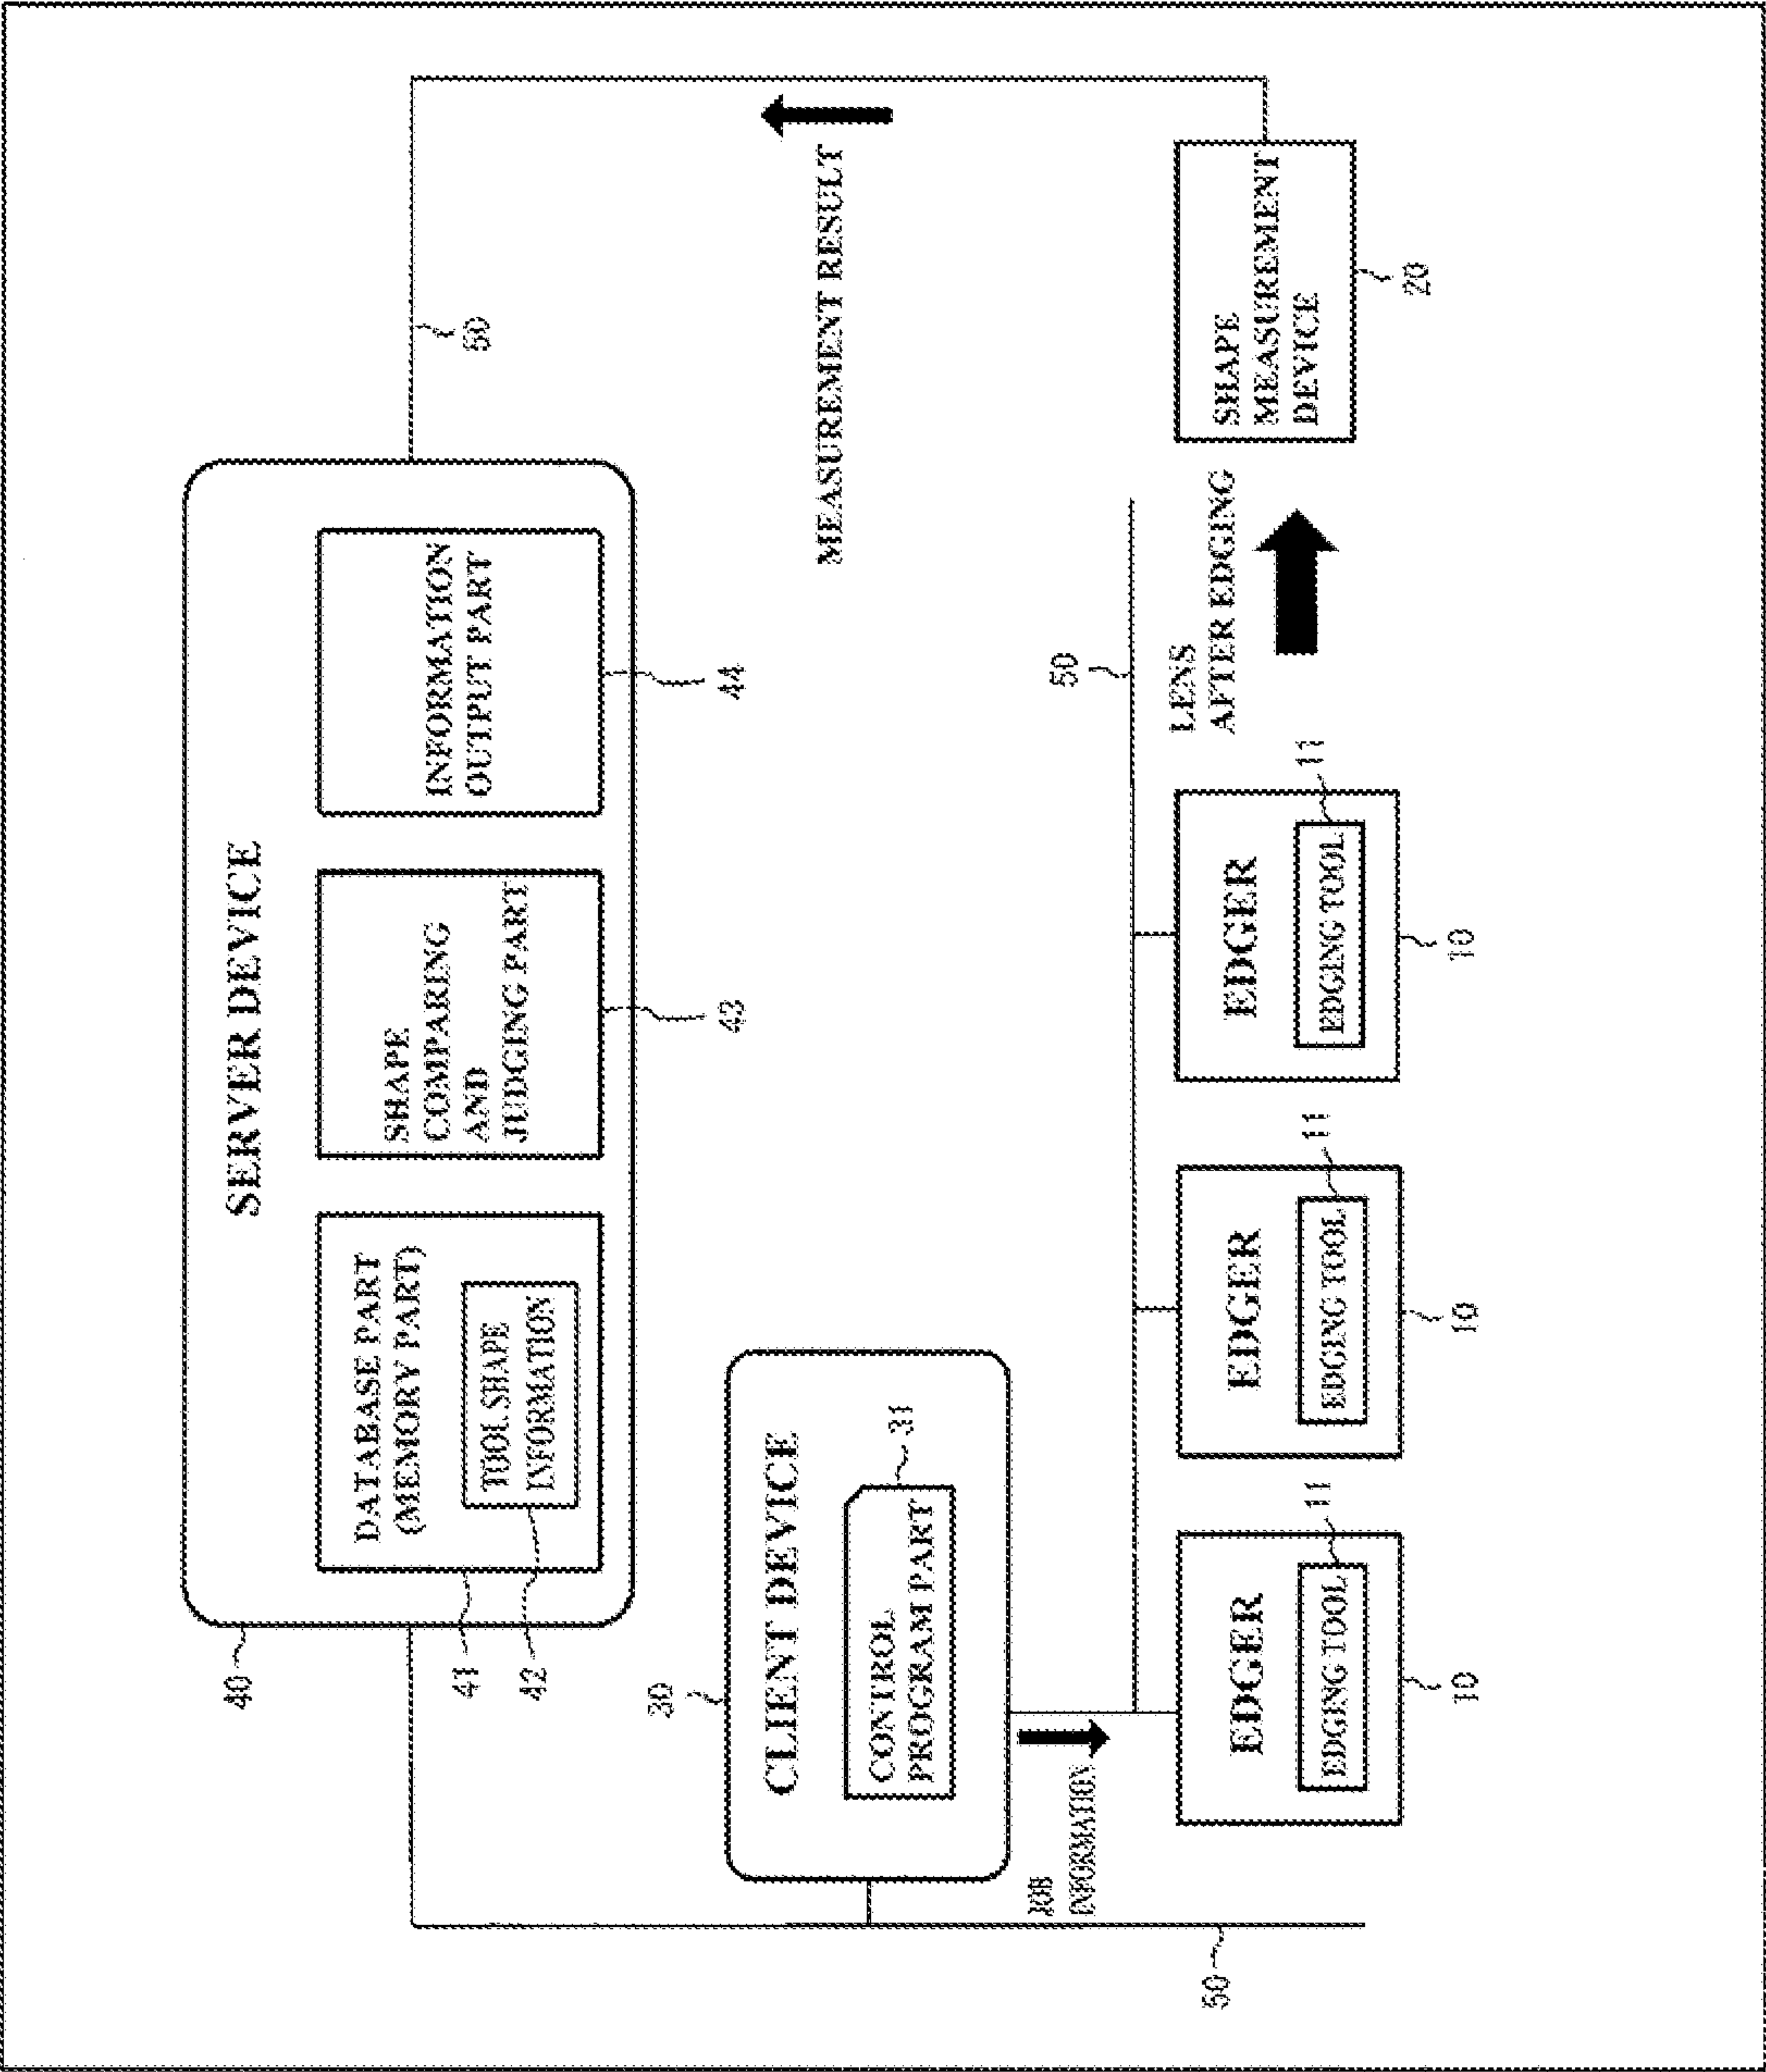 SERVER DEVICE
40
DATABASE PART
(MEMORY PART)
TOOL SHAPE
INFORMATION
41
42
SHAPE
COMPARING
AND
JUDGING PART
43
INFORMATION
OUTPUT PART
44
50
MEASUREMENT RESULT
30
CLIENT DEVICE
CONTROL
PROGRAM PART
31
JOB
INFORMATION
50
50
EDGER
EDGING TOOL
11
10
EDGER
EDGING TOOL
11
10
EDGER
EDGING TOOL
11
10
LENS
AFTER EDGING
SHAPE
MEASUREMENT
DEVICE
20